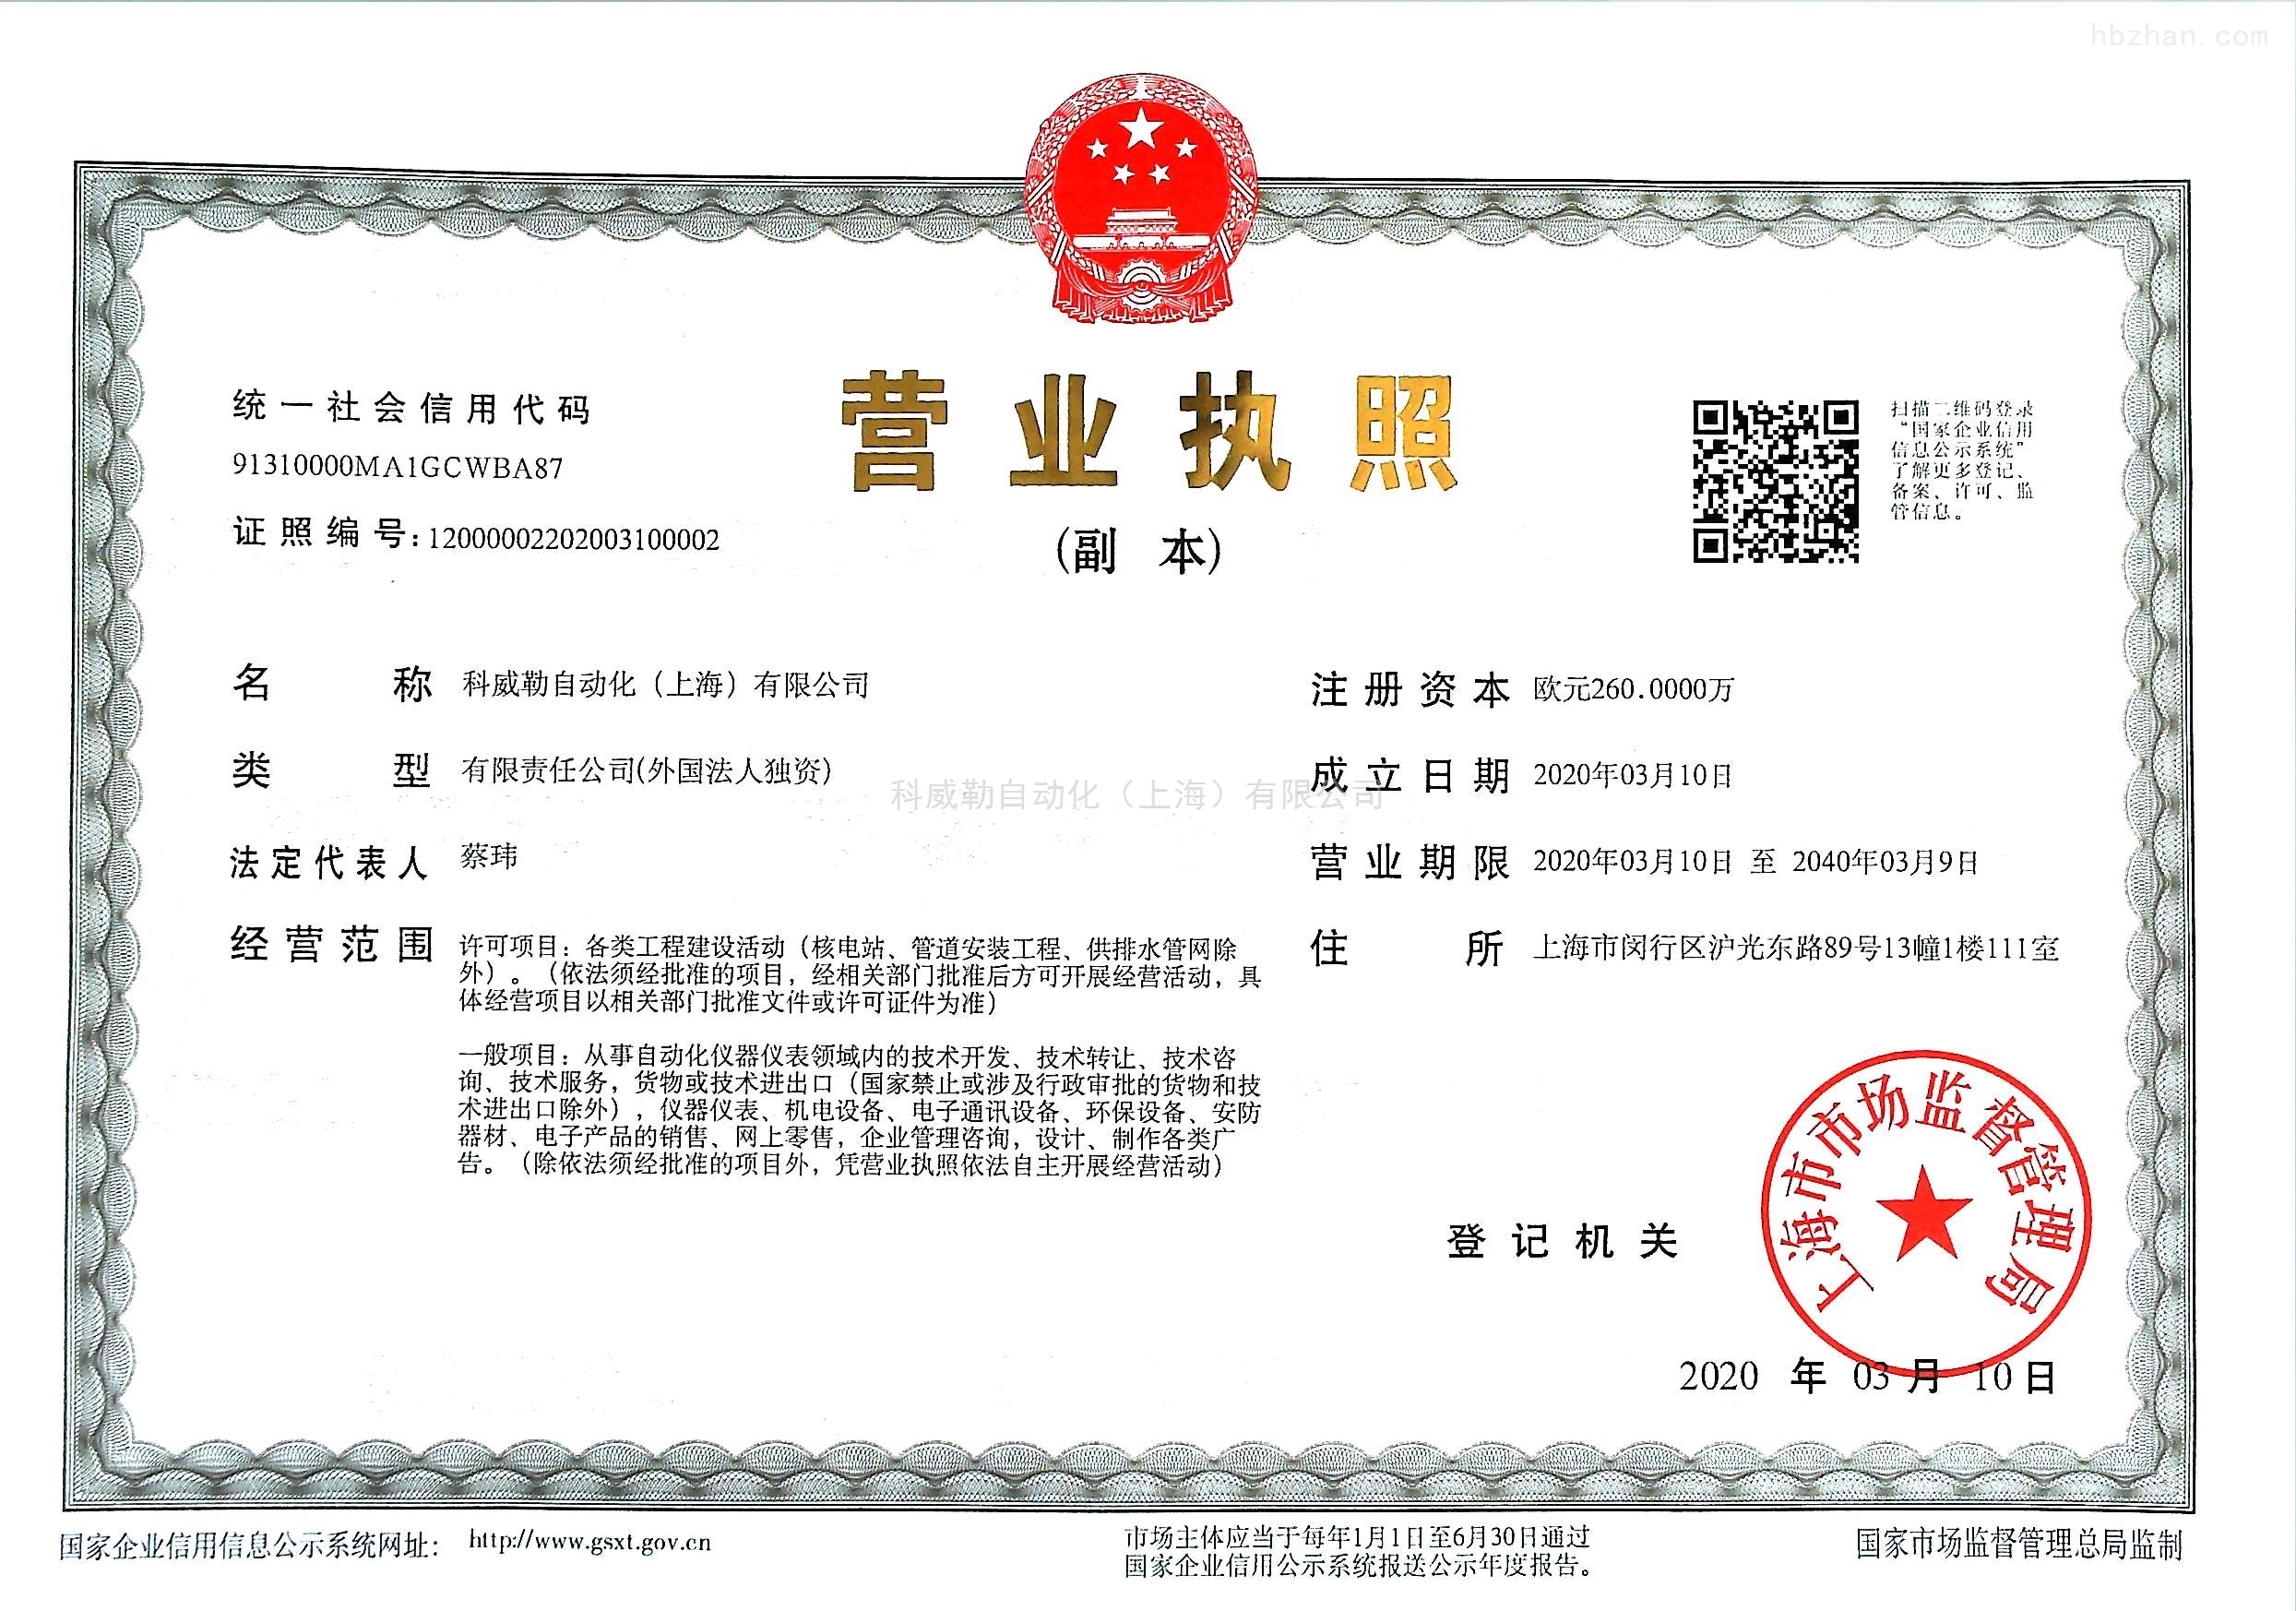 hbzhan.com
统一社会信用代码
91310000MA1GCWBA87
证照编号:12000002202003100002
营业执照
(副 本)
扫描二维码登录
“国家企业信用
信息公示系统”
了解更多登记、
备案、许可、监
管信息。
名 称 科威勒自动化（上海）有限公司
类 型 有限责任公司(外国法人独资)
法定代表人 蔡玮
经营范围 许可项目：各类工程建设活动（核电站、管道安装工程、供排水管网除
外）。（依法须经批准的项目，经相关部门批准后方可开展经营活动，具
体经营项目以相关部门批准文件或许可证件为准）
一般项目：从事自动化仪器仪表领域内的技术开发、技术转让、技术咨
询、技术服务，货物或技术进出口（国家禁止或涉及行政审批的货物和技
术进出口除外），仪器仪表、机电设备、电子通讯设备、环保设备、安防
器材、电子产品的销售、网上零售，企业管理咨询，设计、制作各类广
告。（除依法须经批准的项目外，凭营业执照依法自主开展经营活动）
注册资本 欧元260.0000万
成立日期 2020年03月10日
营业期限 2020年03月10日 至 2040年03月9日
住 所 上海市闵行区沪光东路89号13幢1楼111室
科威勒自动化（上海）有限公司
登记机关
上海市市场监督管理局
2020 年 03 月 10 日
国家企业信用信息公示系统网址： http://www.gsxt.gov.cn
市场主体应当于每年1月1日至6月30日通过
国家企业信用公示系统报送公示年度报告。
国家市场监督管理总局监制